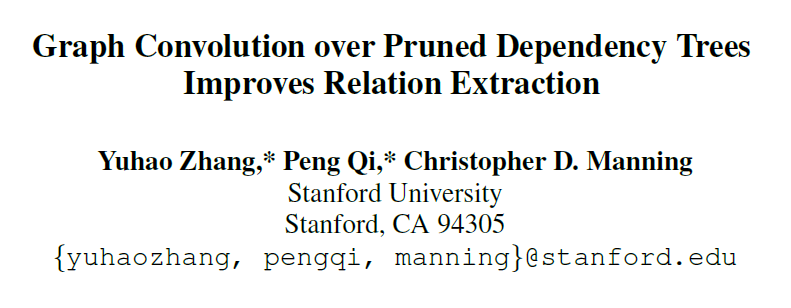 Graph Convolution over Pruned Dependency Trees
Improves Relation Extraction
Yuhao Zhang,* Peng Qi,* Christopher D. Manning
Stanford University
Stanford, CA 94305
{yuhaozhang, pengqi, manning}@stanford.edu